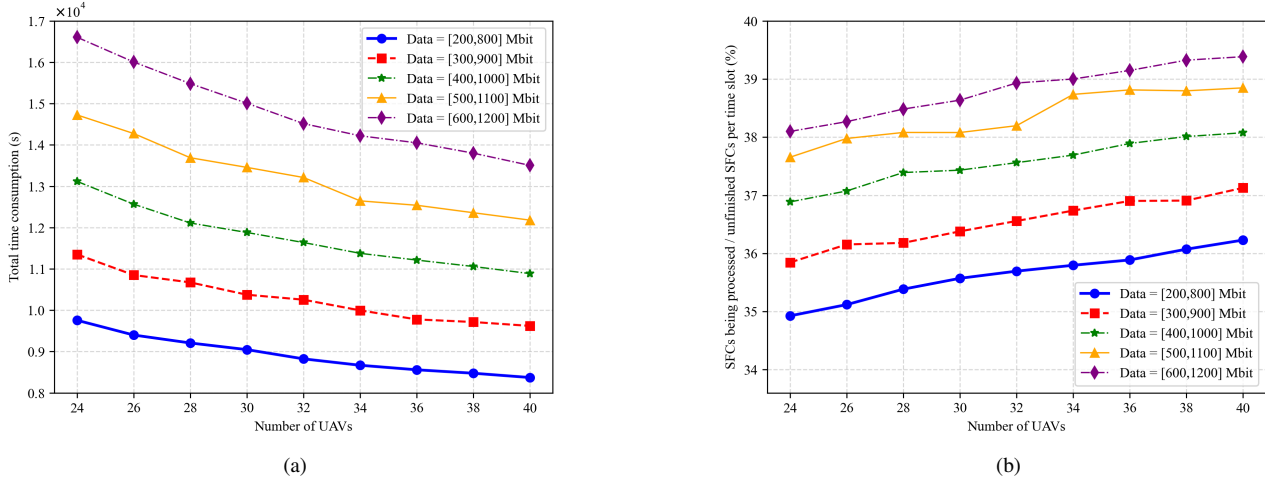 ×10⁴
1.7
1.6
1.5
1.4
1.3
1.2
1.1
1.0
0.9
0.8
Total time consumption (s)
24 26 28 30 32 34 36 38 40
Number of UAVs
Data = [200,800] Mbit
Data = [300,900] Mbit
Data = [400,1000] Mbit
Data = [500,1100] Mbit
Data = [600,1200] Mbit
(a)
40
39
38
37
36
35
34
SFCs being processed / unfinished SFCs per time slot (%)
24 26 28 30 32 34 36 38 40
Number of UAVs
Data = [200,800] Mbit
Data = [300,900] Mbit
Data = [400,1000] Mbit
Data = [500,1100] Mbit
Data = [600,1200] Mbit
(b)